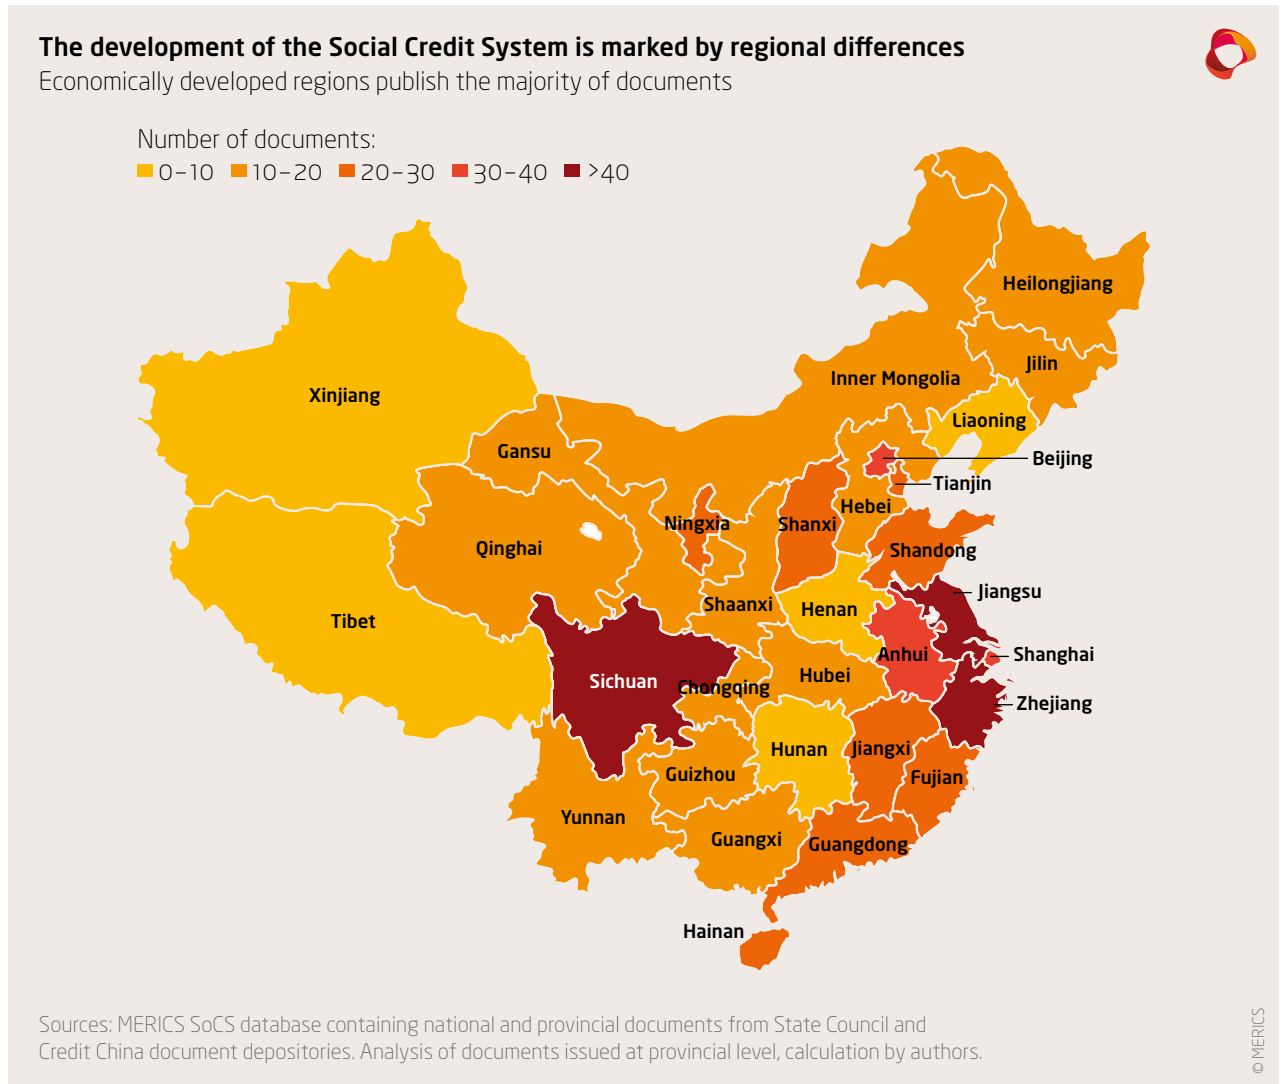 The development of the Social Credit System is marked by regional differences
Economically developed regions publish the majority of documents
Number of documents:
0–10 10–20 20–30 30–40 >40
Heilongjiang
Jilin
Inner Mongolia
Xinjiang
Liaoning
Gansu
Beijing
Tianjin
Hebei
Ningxia
Shanxi
Qinghai
Shandong
Jiangsu
Shaanxi
Henan
Tibet
Anhui
Shanghai
Hubei
Sichuan
Chongqing
Zhejiang
Hunan
Jiangxi
Guizhou
Fujian
Yunnan
Guangxi
Guangdong
Hainan
Sources: MERICS SoCS database containing national and provincial documents from State Council and
Credit China document depositories. Analysis of documents issued at provincial level, calculation by authors.
© MERICS